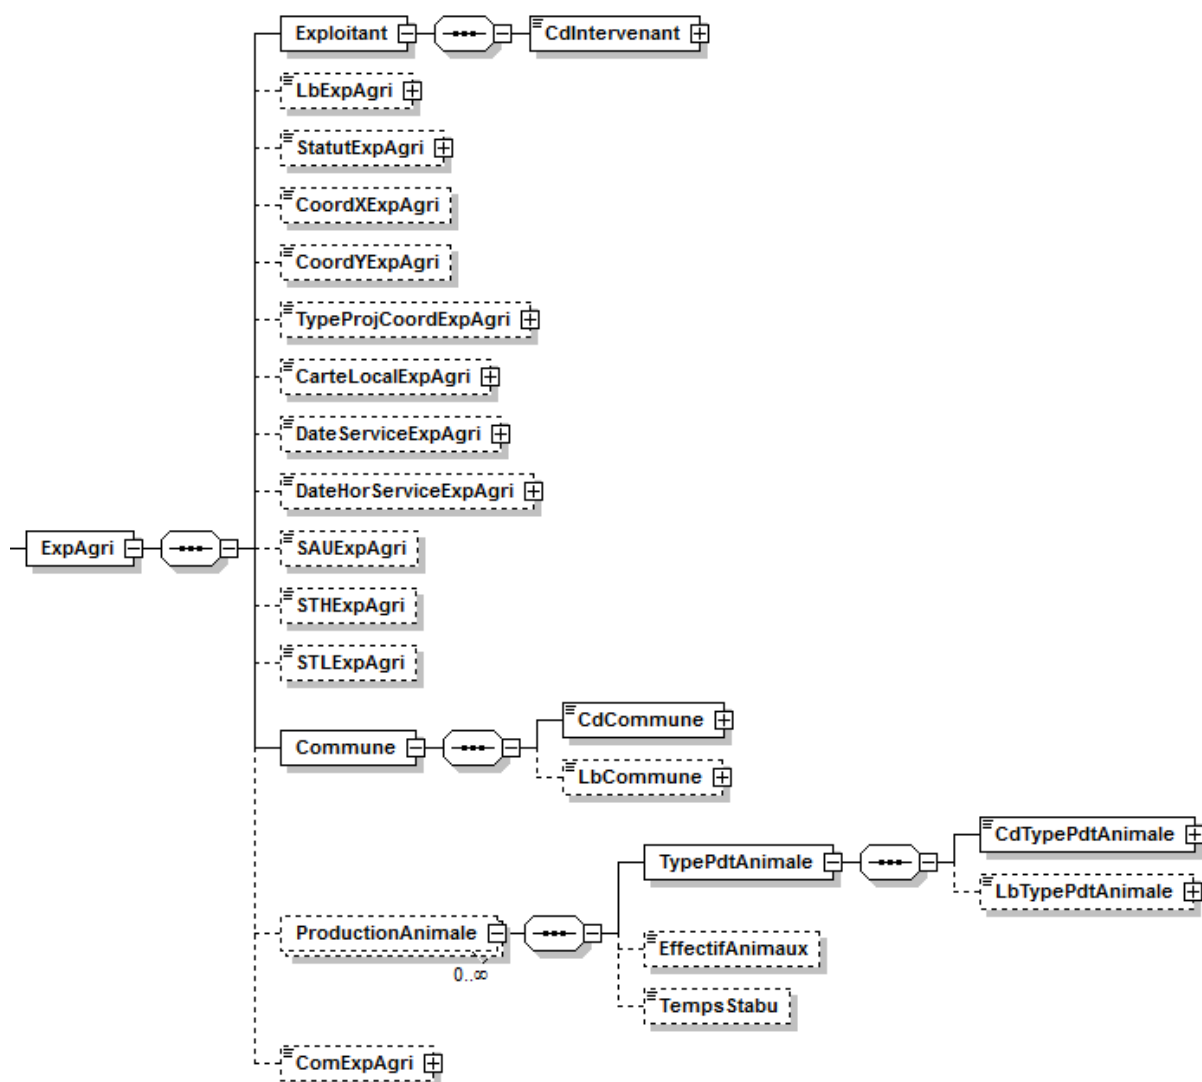 Exploitant
CdIntervenant
LbExpAgri
StatutExpAgri
CoordXExpAgri
CoordYExpAgri
TypeProjCoordExpAgri
CarteLocalExpAgri
DateServiceExpAgri
DateHorServiceExpAgri
ExpAgri
SAUExpAgri
STHExpAgri
STLExpAgri
CdCommune
Commune
LbCommune
CdTypePdtAnimale
TypePdtAnimale
LbTypePdtAnimale
ProductionAnimale
0..∞
EffectifAnimaux
TempsStabu
ComExpAgri